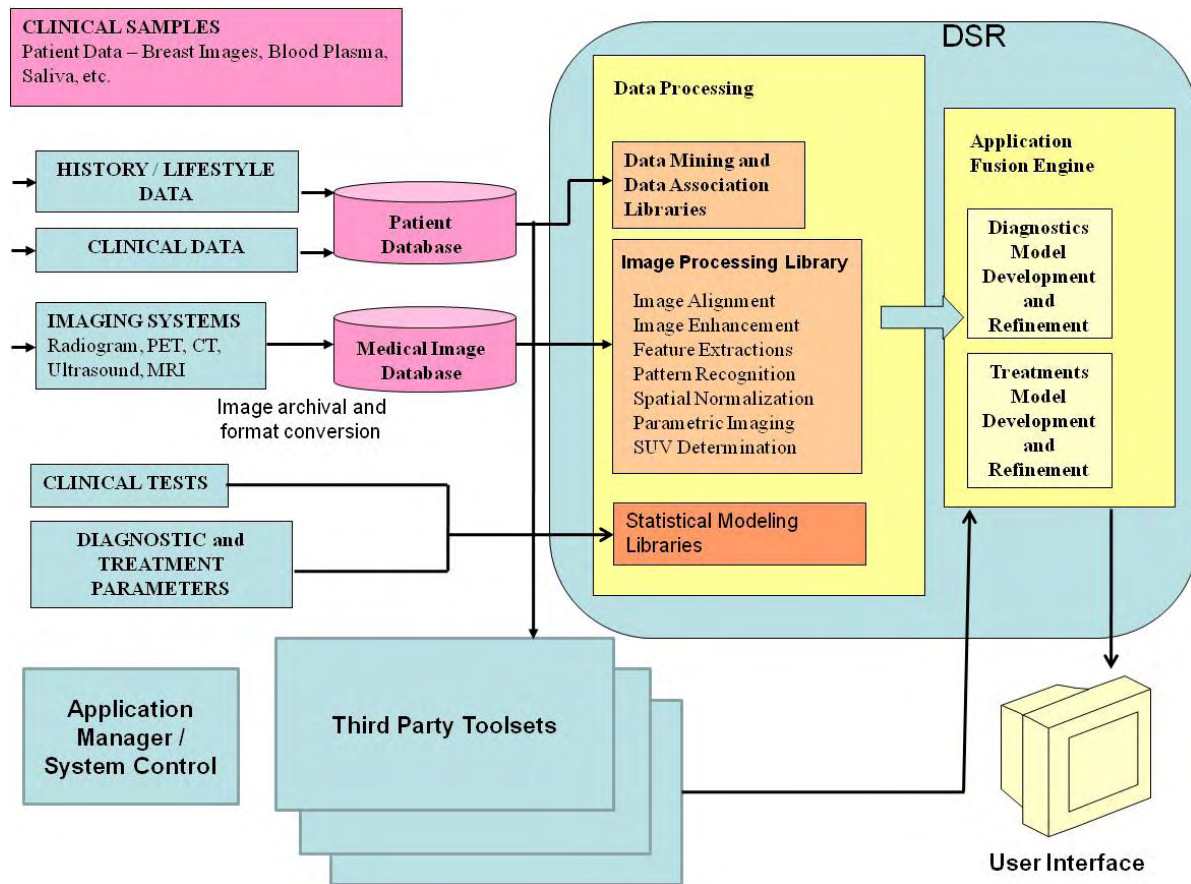 CLINICAL SAMPLES
Patient Data – Breast Images, Blood Plasma,
Saliva, etc.
HISTORY / LIFESTYLE
DATA
CLINICAL DATA
IMAGING SYSTEMS
Radiogram, PET, CT,
Ultrasound, MRI
Patient
Database
Medical Image
Database
Image archival and
format conversion
CLINICAL TESTS
DIAGNOSTIC and
TREATMENT
PARAMETERS
DSR
Data Processing
Data Mining and
Data Association
Libraries
Image Processing Library
Image Alignment
Image Enhancement
Feature Extractions
Pattern Recognition
Spatial Normalization
Parametric Imaging
SUV Determination
Statistical Modeling
Libraries
Application
Fusion Engine
Diagnostics
Model
Development
and
Refinement
Treatments
Model
Development
and
Refinement
Application
Manager /
System Control
Third Party Toolsets
User Interface